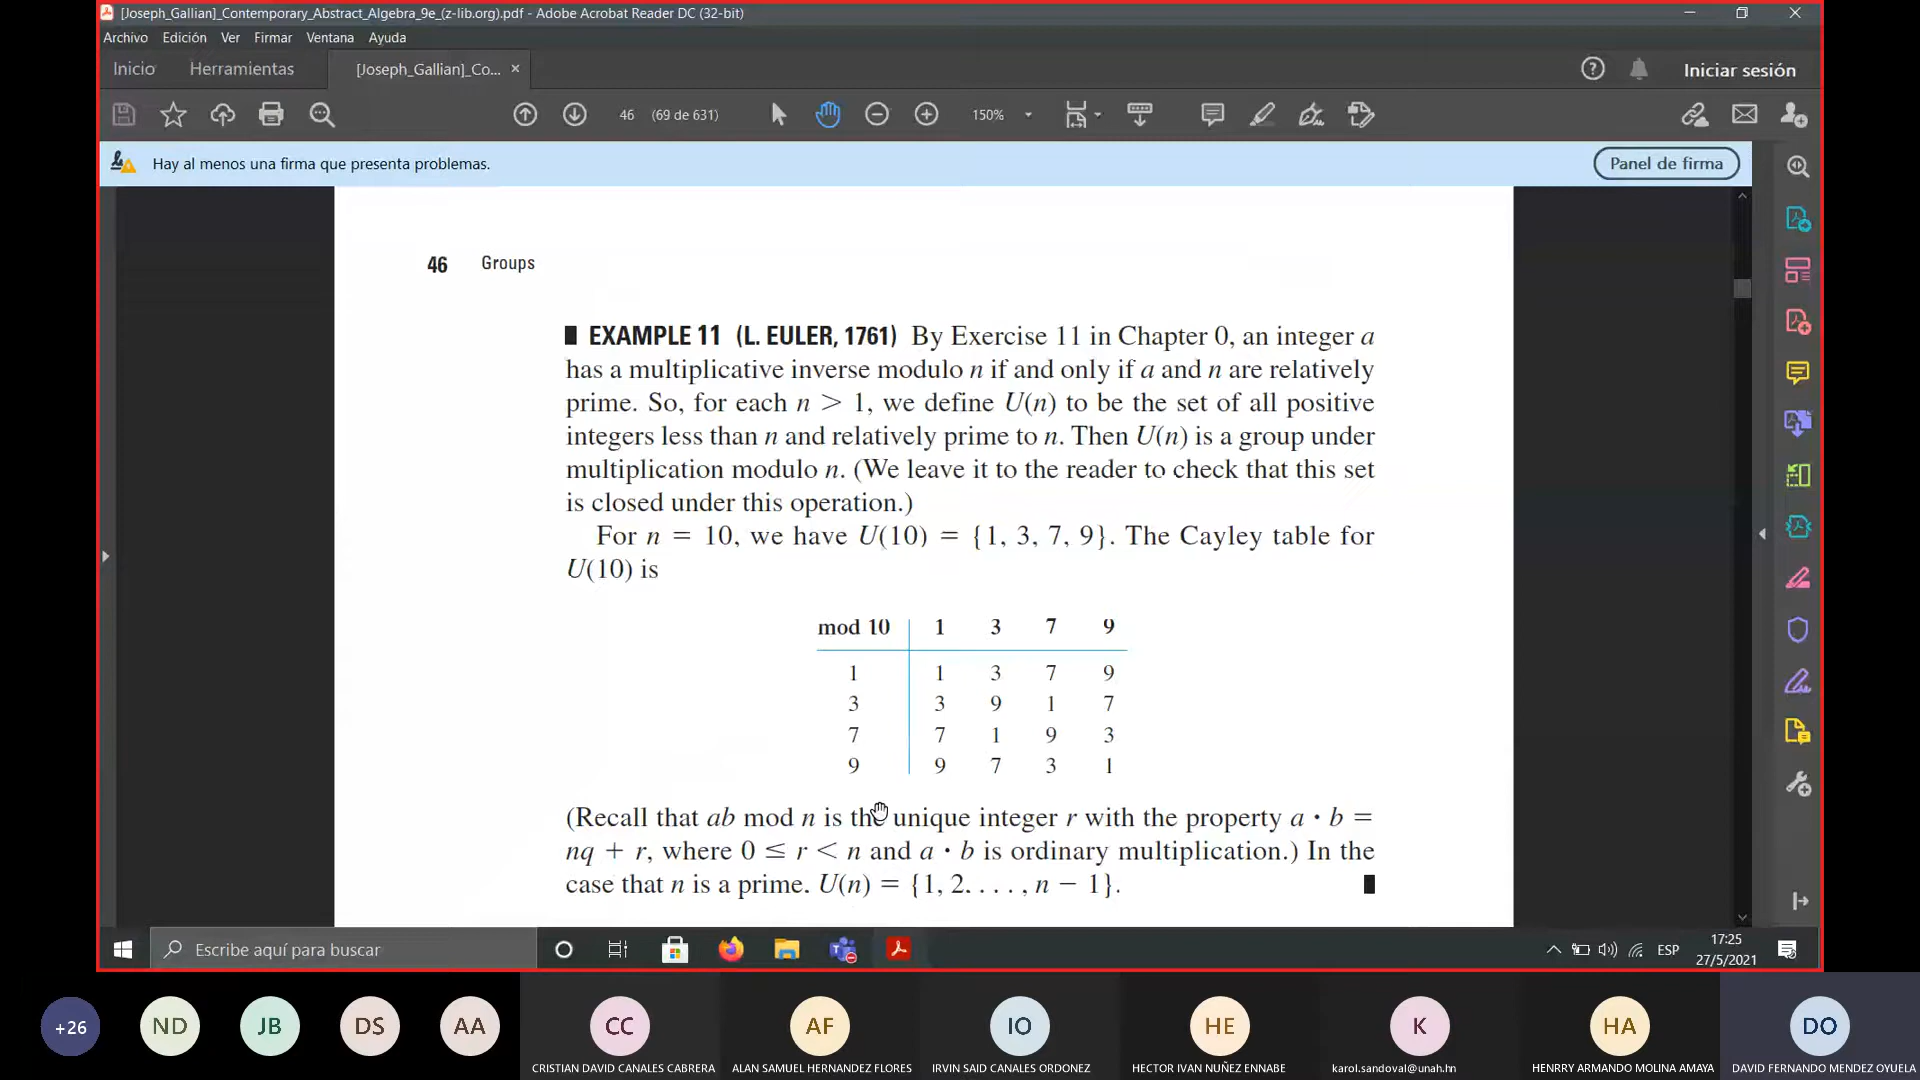 [Joseph_Gallian]_Contemporary_Abstract_Algebra_9e_(z-lib.org).pdf - Adobe Acrobat Reader DC (32-bit)
Archivo Edición Ver Firmar Ventana Ayuda
Inicio Herramientas [Joseph_Gallian]_Co... × Iniciar sesión
46 (69 de 631) 150%
Hay al menos una firma que presenta problemas. Panel de firma
46 Groups
EXAMPLE 11 (L. EULER, 1761) By Exercise 11 in Chapter 0, an integer a
has a multiplicative inverse modulo n if and only if a and n are relatively
prime. So, for each n > 1, we define U(n) to be the set of all positive
integers less than n and relatively prime to n. Then U(n) is a group under
multiplication modulo n. (We leave it to the reader to check that this set
is closed under this operation.)
For n = 10, we have U(10) = {1, 3, 7, 9}. The Cayley table for
U(10) is
mod 10 1 3 7 9
1 1 3 7 9
3 3 9 1 7
7 7 1 9 3
9 9 7 3 1
(Recall that ab mod n is the unique integer r with the property a · b =
nq + r, where 0 ≤ r < n and a · b is ordinary multiplication.) In the
case that n is a prime, U(n) = {1, 2, . . . , n − 1}.
Escribe aquí para buscar
ESP
17:25
27/5/2021
+26 ND JB DS AA CC AF IO HE K HA DO
CRISTIAN DAVID CANALES CABRERA ALAN SAMUEL HERNANDEZ FLORES IRVIN SAID CANALES ORDONEZ HECTOR IVAN NUÑEZ ENNABE karol.sandoval@unah.hn HENRRY ARMANDO MOLINA AMAYA DAVID FERNANDO MENDEZ OYUELA